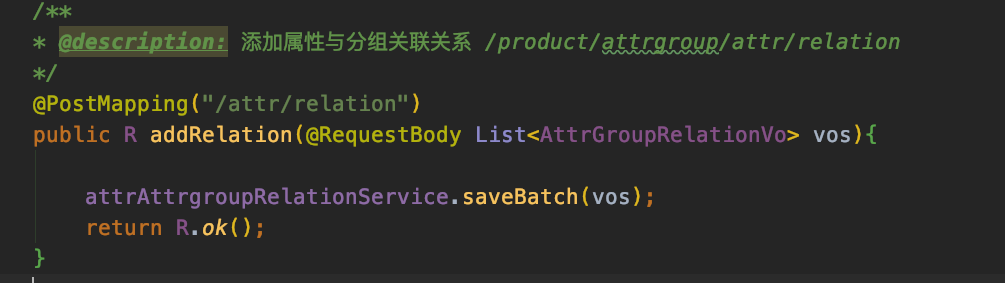 /**
* @description: 添加属性与分组关联关系 /product/attrgroup/attr/relation
*/
@PostMapping("/attr/relation")
public R addRelation(@RequestBody List<AttrGroupRelationVo> vos){
attrAttrgroupRelationService.saveBatch(vos);
return R.ok();
}